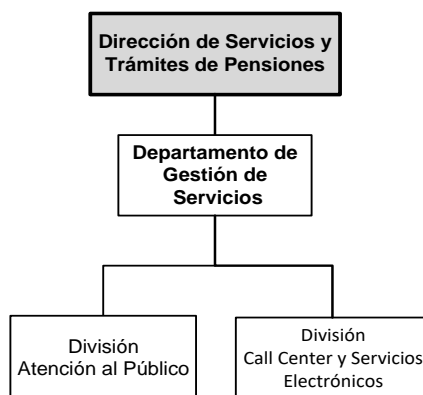 Dirección de Servicios y
Trámites de Pensiones
Departamento de
Gestión de
Servicios
División
Atención al Público
División
Call Center y Servicios
Electrónicos